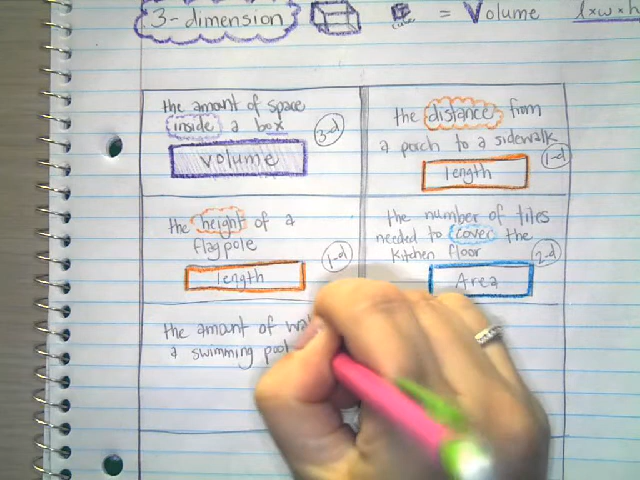 3-dimension
= Volume
l×w×h
the amount of space
inside a box
3-d
Volume
the distance from
a porch to a sidewalk
1-d
length
the height of a
flagpole
1-d
length
the number of tiles
needed to cover the
kitchen floor
2-d
Area
the amount of
a swimming pool